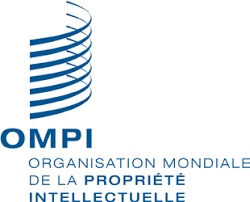 OMPI
ORGANISATION MONDIALE
DE LA PROPRIÉTÉ
INTELLECTUELLE